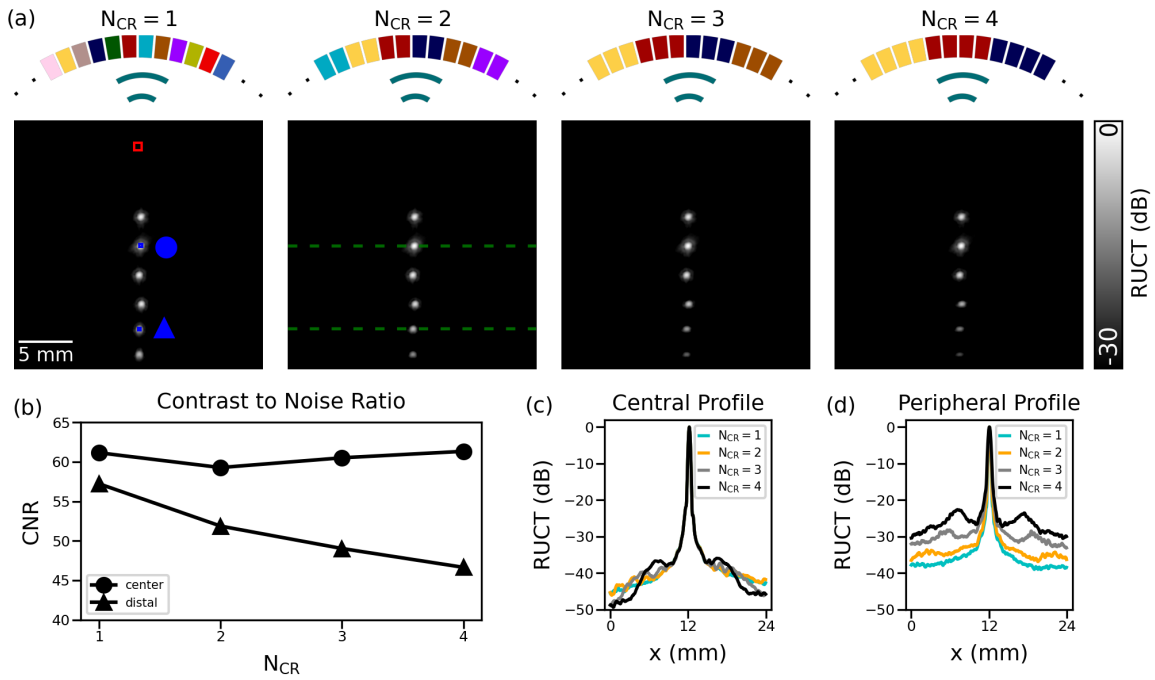 (a)
N_CR = 1
N_CR = 2
N_CR = 3
N_CR = 4
5 mm
0
-30
RUCT (dB)
(b)
Contrast to Noise Ratio
65
60
55
50
45
40
CNR
center
distal
1 2 3 4
N_CR
(c)
Central Profile
0
−10
−20
−30
−40
−50
RUCT (dB)
N_CR = 1
N_CR = 2
N_CR = 3
N_CR = 4
0 12 24
x (mm)
(d)
Peripheral Profile
0
−10
−20
−30
−40
−50
RUCT (dB)
N_CR = 1
N_CR = 2
N_CR = 3
N_CR = 4
0 12 24
x (mm)